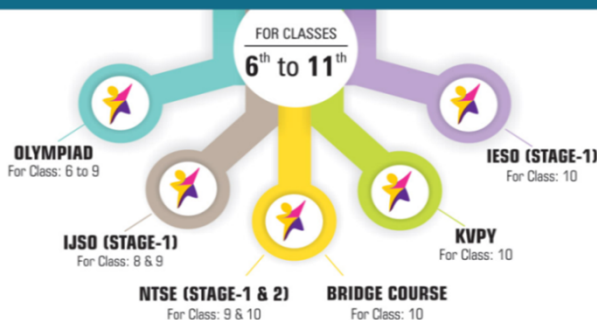 FOR CLASSES
6th to 11th
OLYMPIAD
For Class: 6 to 9
IESO (STAGE-1)
For Class: 10
IJSO (STAGE-1)
For Class: 8 & 9
KVPY
For Class: 10
NTSE (STAGE-1 & 2)
For Class: 9 & 10
BRIDGE COURSE
For Class: 10